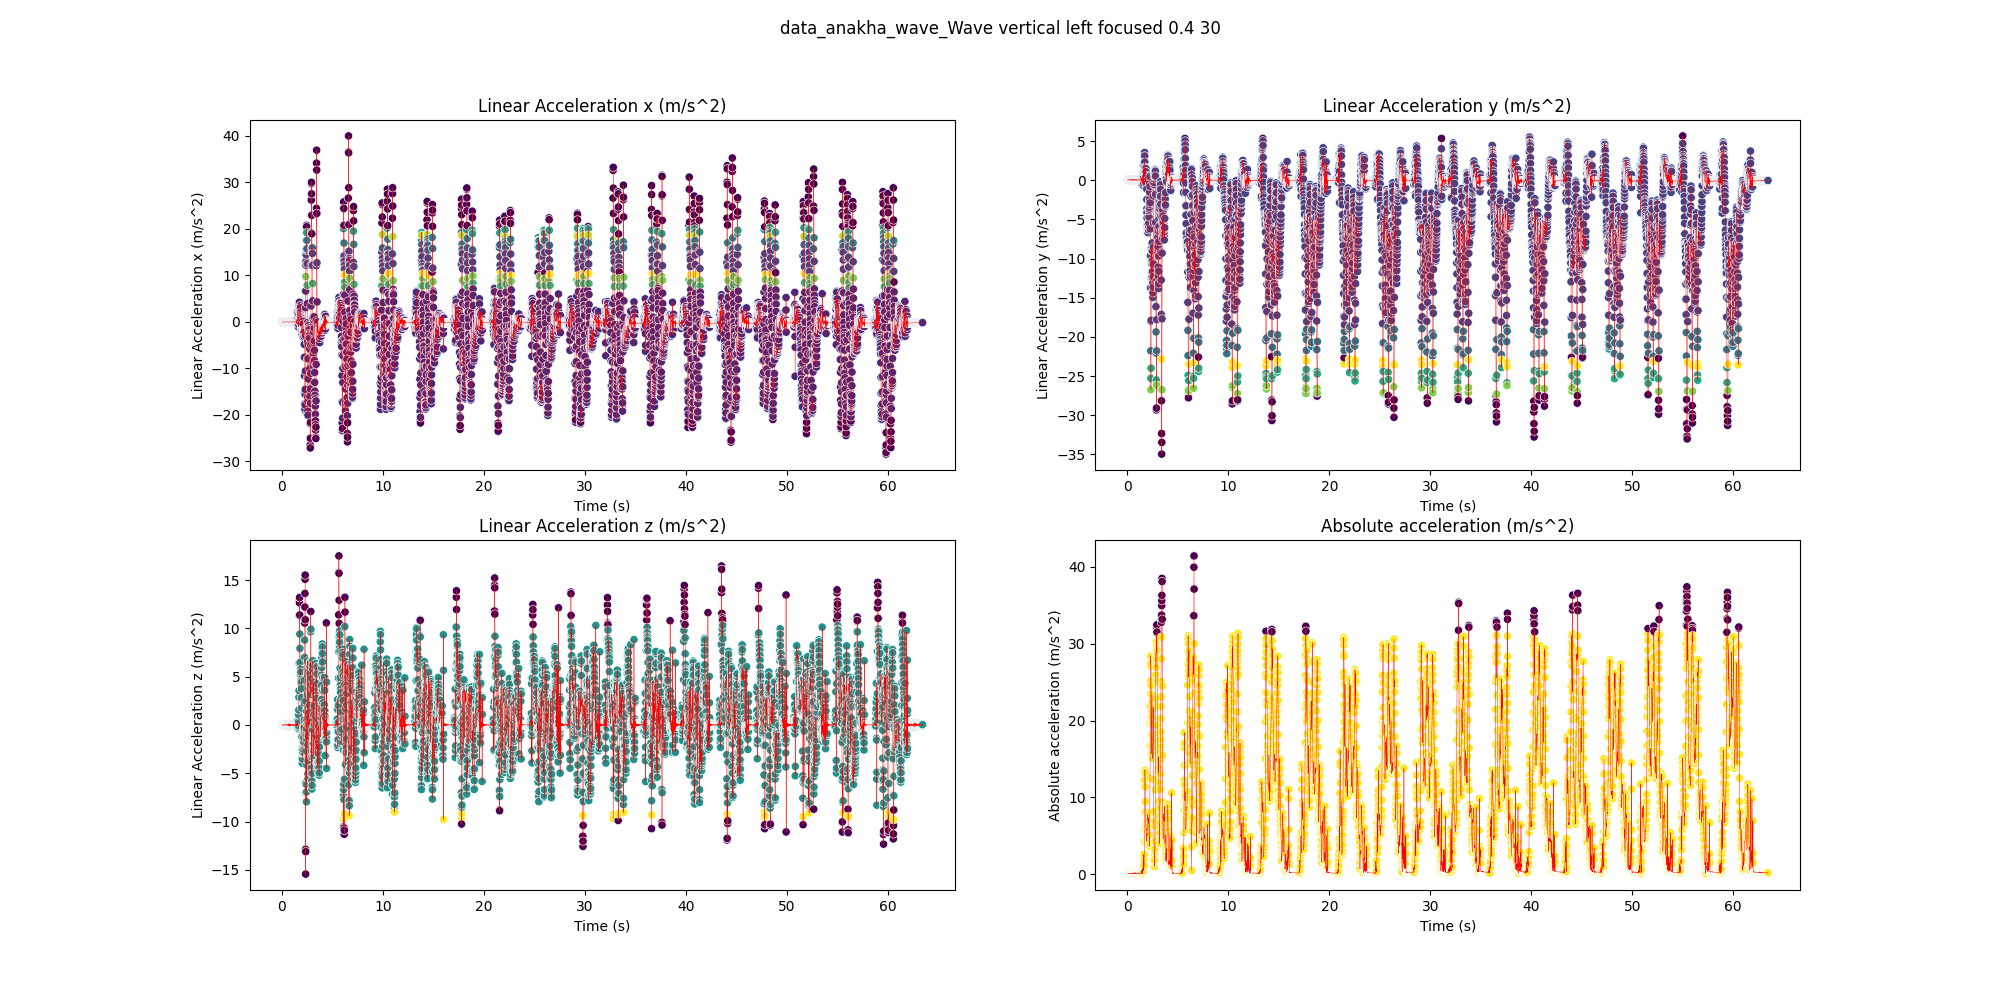 data_anakha_wave_Wave vertical left focused 0.4 30
Linear Acceleration x (m/s^2)
Linear Acceleration x (m/s^2)
40
30
20
10
0
−10
−20
−30
0 10 20 30 40 50 60
Time (s)
Linear Acceleration y (m/s^2)
Linear Acceleration y (m/s^2)
5
0
−5
−10
−15
−20
−25
−30
−35
0 10 20 30 40 50 60
Time (s)
Linear Acceleration z (m/s^2)
Linear Acceleration z (m/s^2)
15
10
5
0
−5
−10
−15
0 10 20 30 40 50 60
Time (s)
Absolute acceleration (m/s^2)
Absolute acceleration (m/s^2)
40
30
20
10
0
0 10 20 30 40 50 60
Time (s)